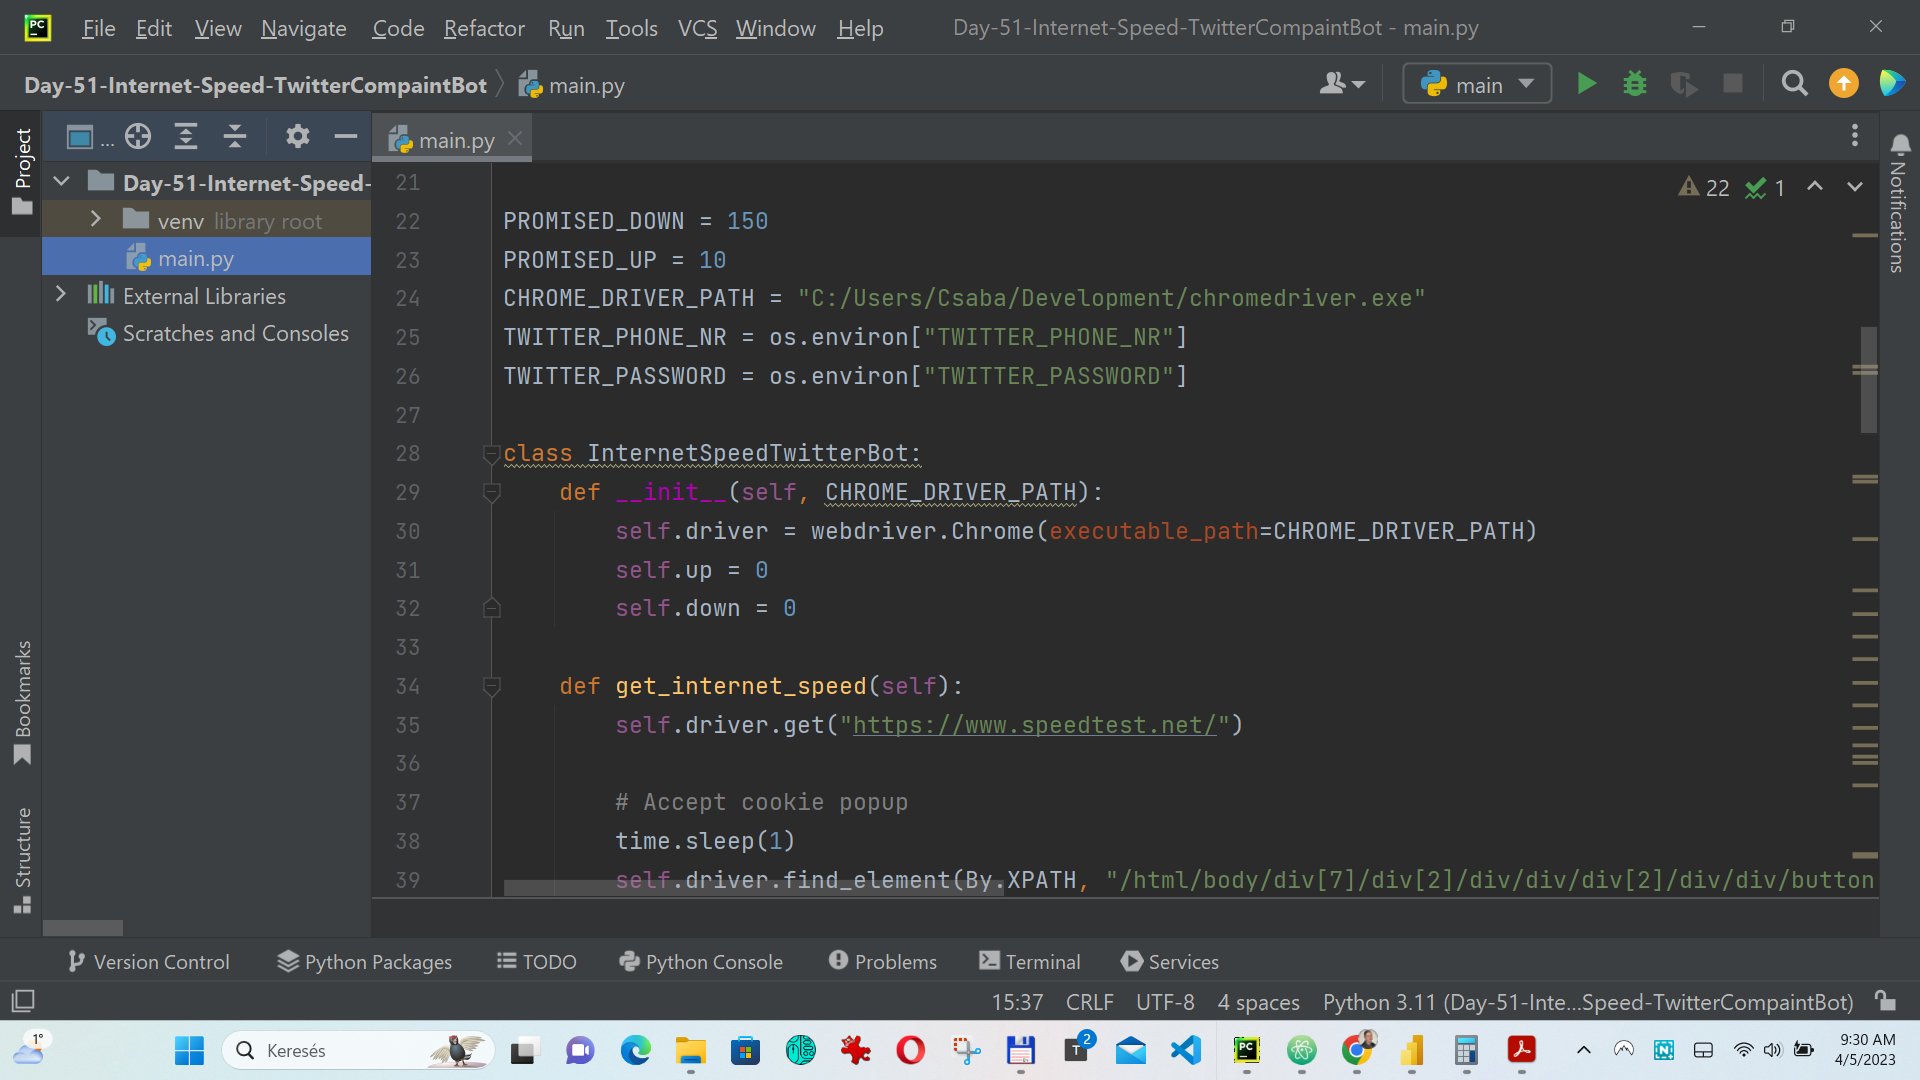 File Edit View Navigate Code Refactor Run Tools VCS Window Help Day-51-Internet-Speed-TwitterCompaintBot - main.py
Day-51-Internet-Speed-TwitterCompaintBot main.py main
Project
... main.py
Day-51-Internet-Speed-
venv library root
main.py
External Libraries
Scratches and Consoles
22 1
Notifications
21
22 PROMISED_DOWN = 150
23 PROMISED_UP = 10
24 CHROME_DRIVER_PATH = "C:/Users/Csaba/Development/chromedriver.exe"
25 TWITTER_PHONE_NR = os.environ["TWITTER_PHONE_NR"]
26 TWITTER_PASSWORD = os.environ["TWITTER_PASSWORD"]
27
28 class InternetSpeedTwitterBot:
29 def __init__(self, CHROME_DRIVER_PATH):
30 self.driver = webdriver.Chrome(executable_path=CHROME_DRIVER_PATH)
31 self.up = 0
32 self.down = 0
33
34 def get_internet_speed(self):
35 self.driver.get("https://www.speedtest.net/")
36
37 # Accept cookie popup
38 time.sleep(1)
39 self.driver.find_element(By.XPATH, "/html/body/div[7]/div[2]/div/div/div[2]/div/div/button
Bookmarks
Structure
Version Control Python Packages TODO Python Console Problems Terminal Services
15:37 CRLF UTF-8 4 spaces Python 3.11 (Day-51-Inte...Speed-TwitterCompaintBot)
1° Keresés 2 9:30 AM
4/5/2023